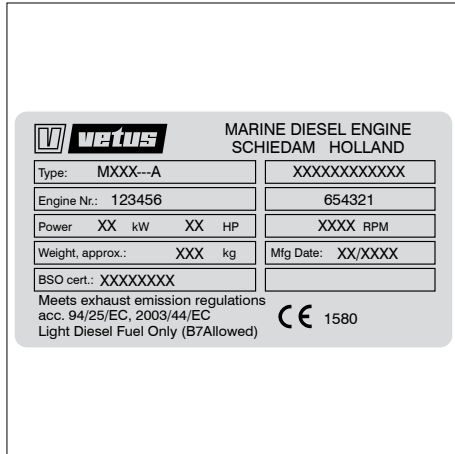 V vetus
MARINE DIESEL ENGINE
SCHIEDAM HOLLAND
Type: MXXX---A XXXXXXXXXXXX
Engine Nr.: 123456 654321
Power XX kW XX HP XXXX RPM
Weight, approx.: XXX kg Mfg Date: XX/XXXX
BSO cert.: XXXXXXXX
Meets exhaust emission regulations
acc. 94/25/EC, 2003/44/EC
Light Diesel Fuel Only (B7Allowed)
CE 1580